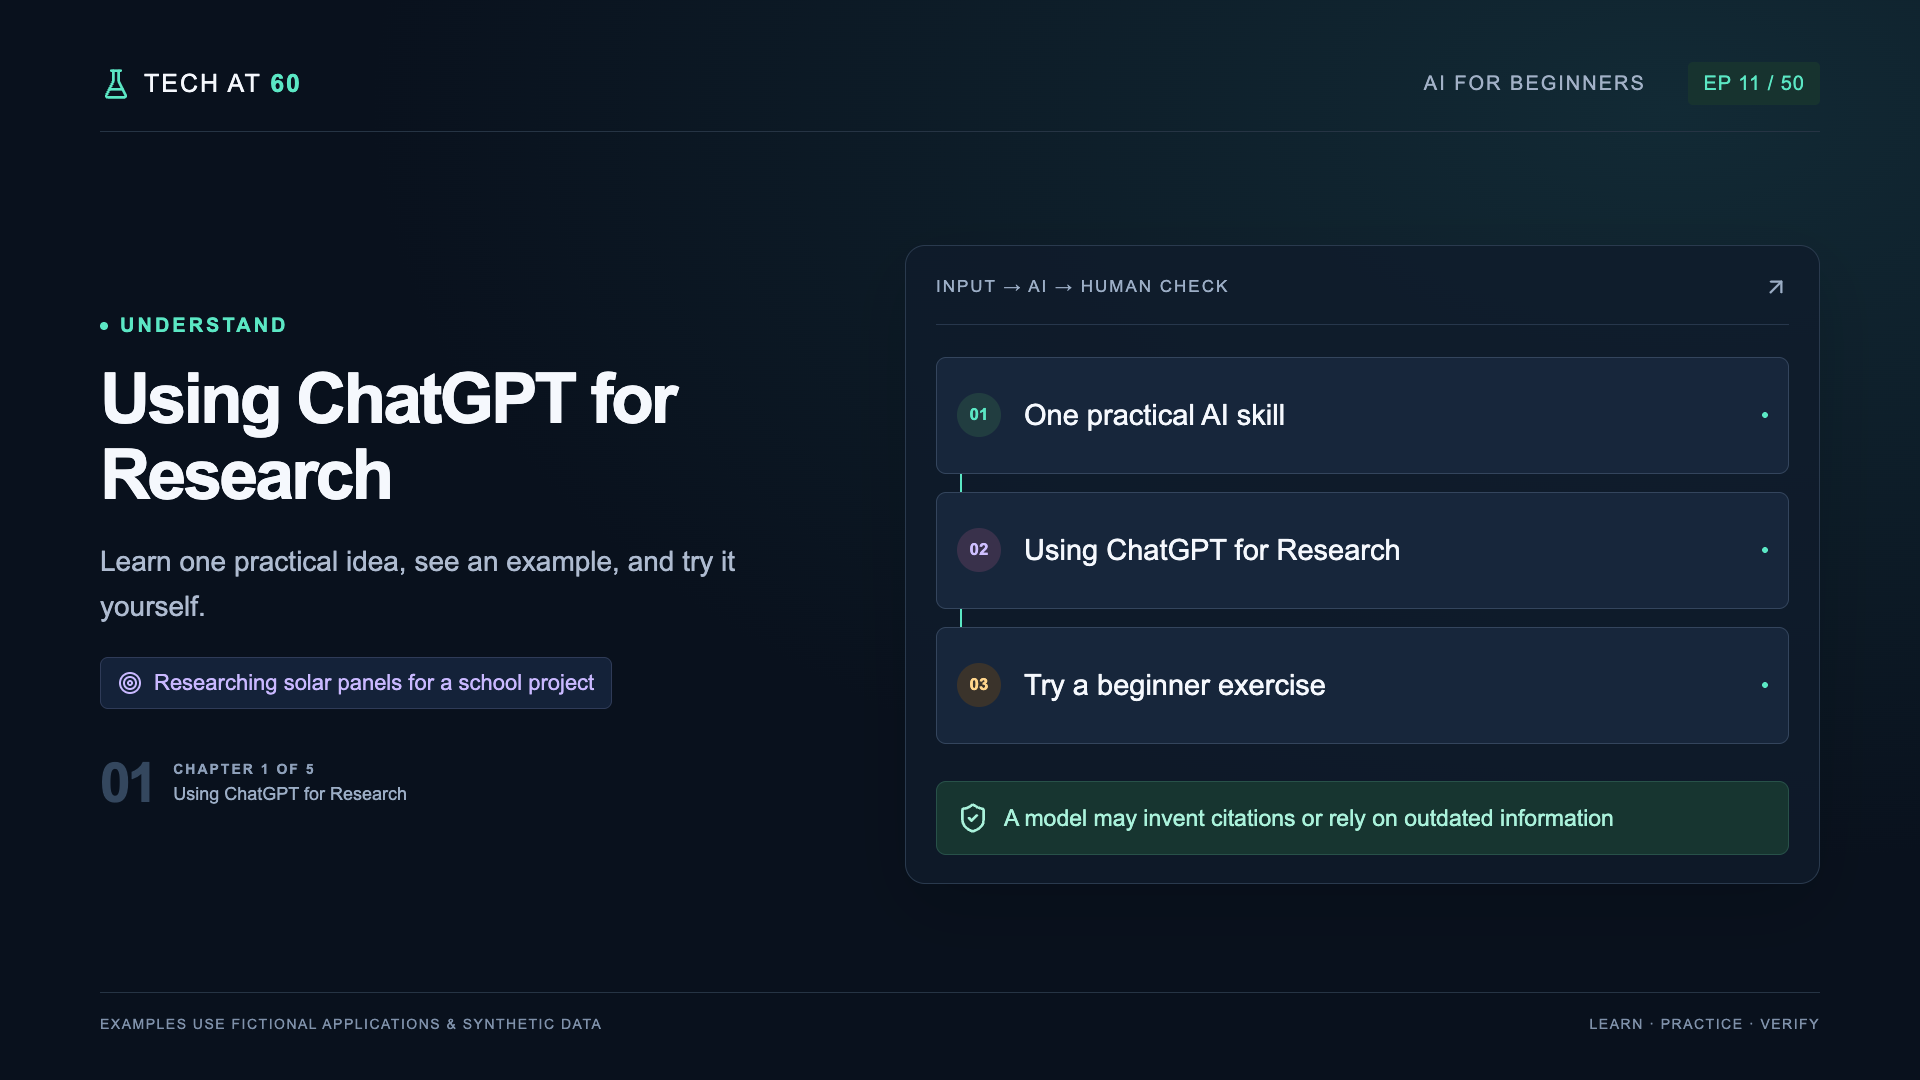 TECH AT 60
AI FOR BEGINNERS
EP 11 / 50
UNDERSTAND
Using ChatGPT for
Research
Learn one practical idea, see an example, and try it
yourself.
Researching solar panels for a school project
01
CHAPTER 1 OF 5
Using ChatGPT for Research
INPUT → AI → HUMAN CHECK
01 One practical AI skill
02 Using ChatGPT for Research
03 Try a beginner exercise
A model may invent citations or rely on outdated information
EXAMPLES USE FICTIONAL APPLICATIONS & SYNTHETIC DATA
LEARN · PRACTICE · VERIFY